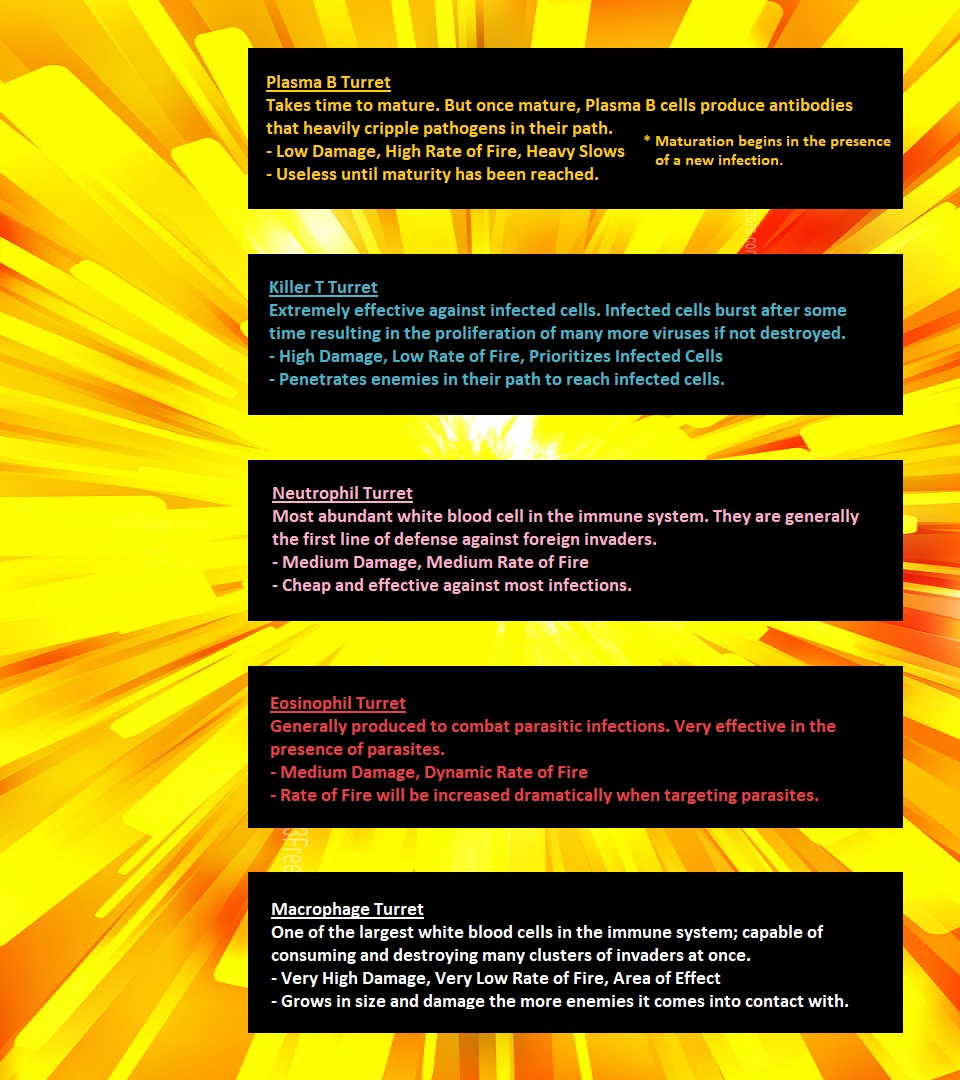 Plasma B Turret
Takes time to mature. But once mature, Plasma B cells produce antibodies
that heavily cripple pathogens in their path.
- Low Damage, High Rate of Fire, Heavy Slows
- Useless until maturity has been reached.
* Maturation begins in the presence
of a new infection.
Killer T Turret
Extremely effective against infected cells. Infected cells burst after some
time resulting in the proliferation of many more viruses if not destroyed.
- High Damage, Low Rate of Fire, Prioritizes Infected Cells
- Penetrates enemies in their path to reach infected cells.
Neutrophil Turret
Most abundant white blood cell in the immune system. They are generally
the first line of defense against foreign invaders.
- Medium Damage, Medium Rate of Fire
- Cheap and effective against most infections.
Eosinophil Turret
Generally produced to combat parasitic infections. Very effective in the
presence of parasites.
- Medium Damage, Dynamic Rate of Fire
- Rate of Fire will be increased dramatically when targeting parasites.
Macrophage Turret
One of the largest white blood cells in the immune system; capable of
consuming and destroying many clusters of invaders at once.
- Very High Damage, Very Low Rate of Fire, Area of Effect
- Grows in size and damage the more enemies it comes into contact with.